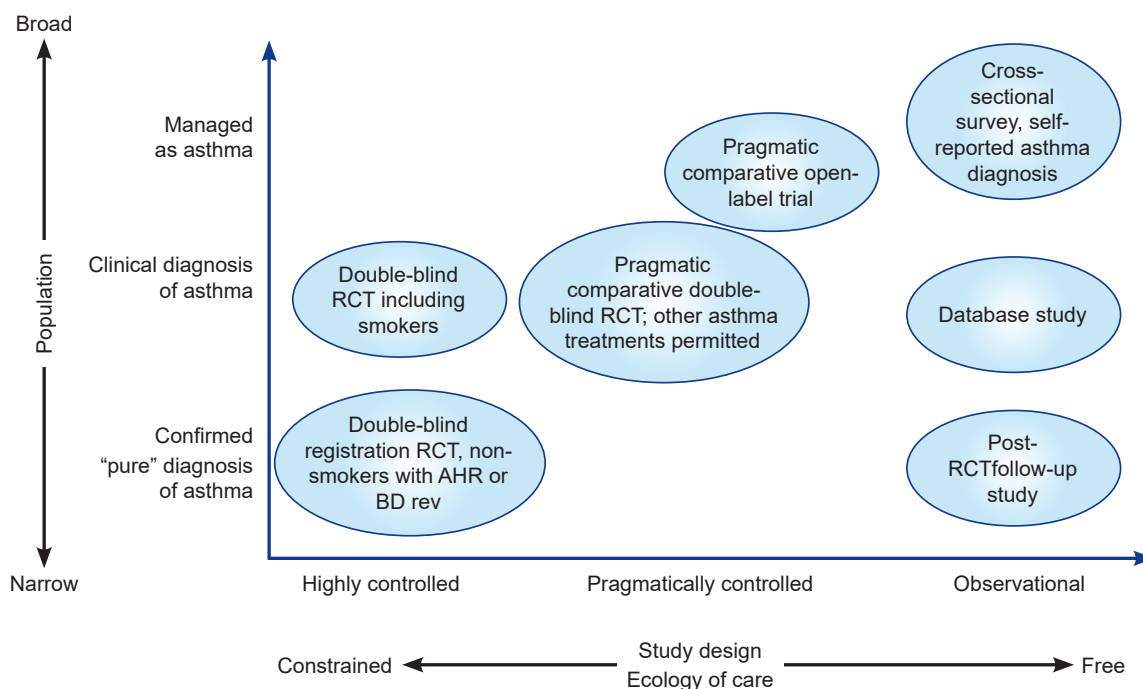 Broad
Population
Narrow
Managed
as asthma
Clinical diagnosis
of asthma
Confirmed
“pure” diagnosis
of asthma
Cross-
sectional
survey, self-
reported asthma
diagnosis
Pragmatic
comparative open-
label trial
Double-blind
RCT including
smokers
Pragmatic
comparative double-
blind RCT; other asthma
treatments permitted
Database study
Double-blind
registration RCT, non-
smokers with AHR or
BD rev
Post-
RCTfollow-up
study
Highly controlled
Pragmatically controlled
Observational
Constrained
Study design
Ecology of care
Free